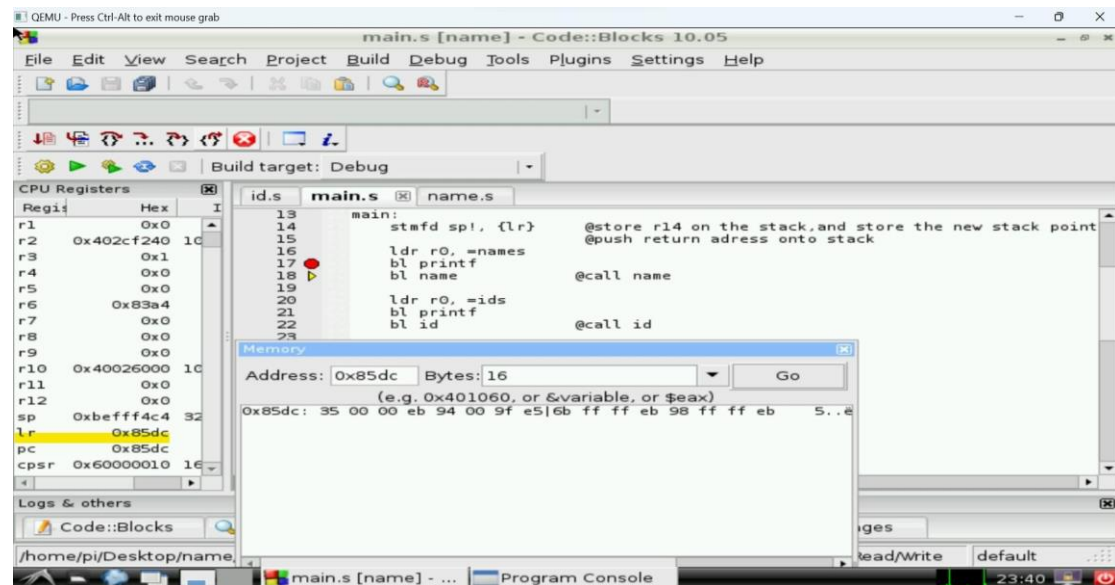 QEMU - Press Ctrl-Alt to exit mouse grab
main.s [name] - Code::Blocks 10.05
File Edit View Search Project Build Debug Tools Plugins Settings Help
Build target: Debug
CPU Registers
Regis Hex I
r1 0x0
r2 0x402cf240 10
r3 0x1
r4 0x0
r5 0x0
r6 0x83a4
r7 0x0
r8 0x0
r9 0x0
r10 0x40026000 10
r11 0x0
r12 0x0
sp 0xbefff4c4 32
lr 0x85dc
pc 0x85dc
cpsr 0x60000010 16
id.s main.s name.s
13 main:
14 stmfd sp!, {lr} @store r14 on the stack,and store the new stack point
15 @push return adress onto stack
16 ldr r0, =names
17 bl printf
18 bl name @call name
19
20 ldr r0, =ids
21 bl printf
22 bl id @call id
23
Memory
Address: 0x85dc Bytes: 16 Go
(e.g. 0x401060, or &variable, or $eax)
0x85dc: 35 00 00 eb 94 00 9f e5|6b ff ff eb 98 ff ff eb 5..ë
Logs & others
Code::Blocks
ages
/home/pi/Desktop/name,
Read/Write default
main.s [name] - ... Program Console 23:40